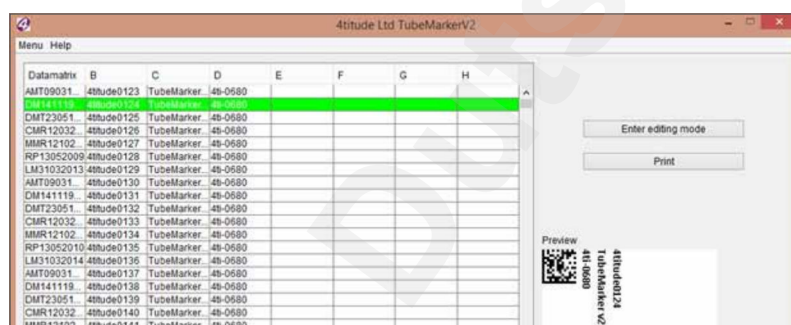 4titude Ltd TubeMarkerV2
Menu Help
Datamatrix B C D E F G H
AMT09031... 4titude0123 TubeMarker... 4ti-0680
DM141119... 4titude0124 TubeMarker... 4ti-0680
DMT23051... 4titude0125 TubeMarker... 4ti-0680
CMR12032... 4titude0126 TubeMarker... 4ti-0680
MMR12102... 4titude0127 TubeMarker... 4ti-0680
RP13052009 4titude0128 TubeMarker... 4ti-0680
LM31032013 4titude0129 TubeMarker... 4ti-0680
AMT09031... 4titude0130 TubeMarker... 4ti-0680
DM141119... 4titude0131 TubeMarker... 4ti-0680
DMT23051... 4titude0132 TubeMarker... 4ti-0680
CMR12032... 4titude0133 TubeMarker... 4ti-0680
MMR12102... 4titude0134 TubeMarker... 4ti-0680
RP13052010 4titude0135 TubeMarker... 4ti-0680
LM31032014 4titude0136 TubeMarker... 4ti-0680
AMT09031... 4titude0137 TubeMarker... 4ti-0680
DM141119... 4titude0138 TubeMarker... 4ti-0680
DMT23051... 4titude0139 TubeMarker... 4ti-0680
CMR12032... 4titude0140 TubeMarker... 4ti-0680
Enter editing mode
Print
Preview
4titude0124
TubeMarker v2
4ti-0680